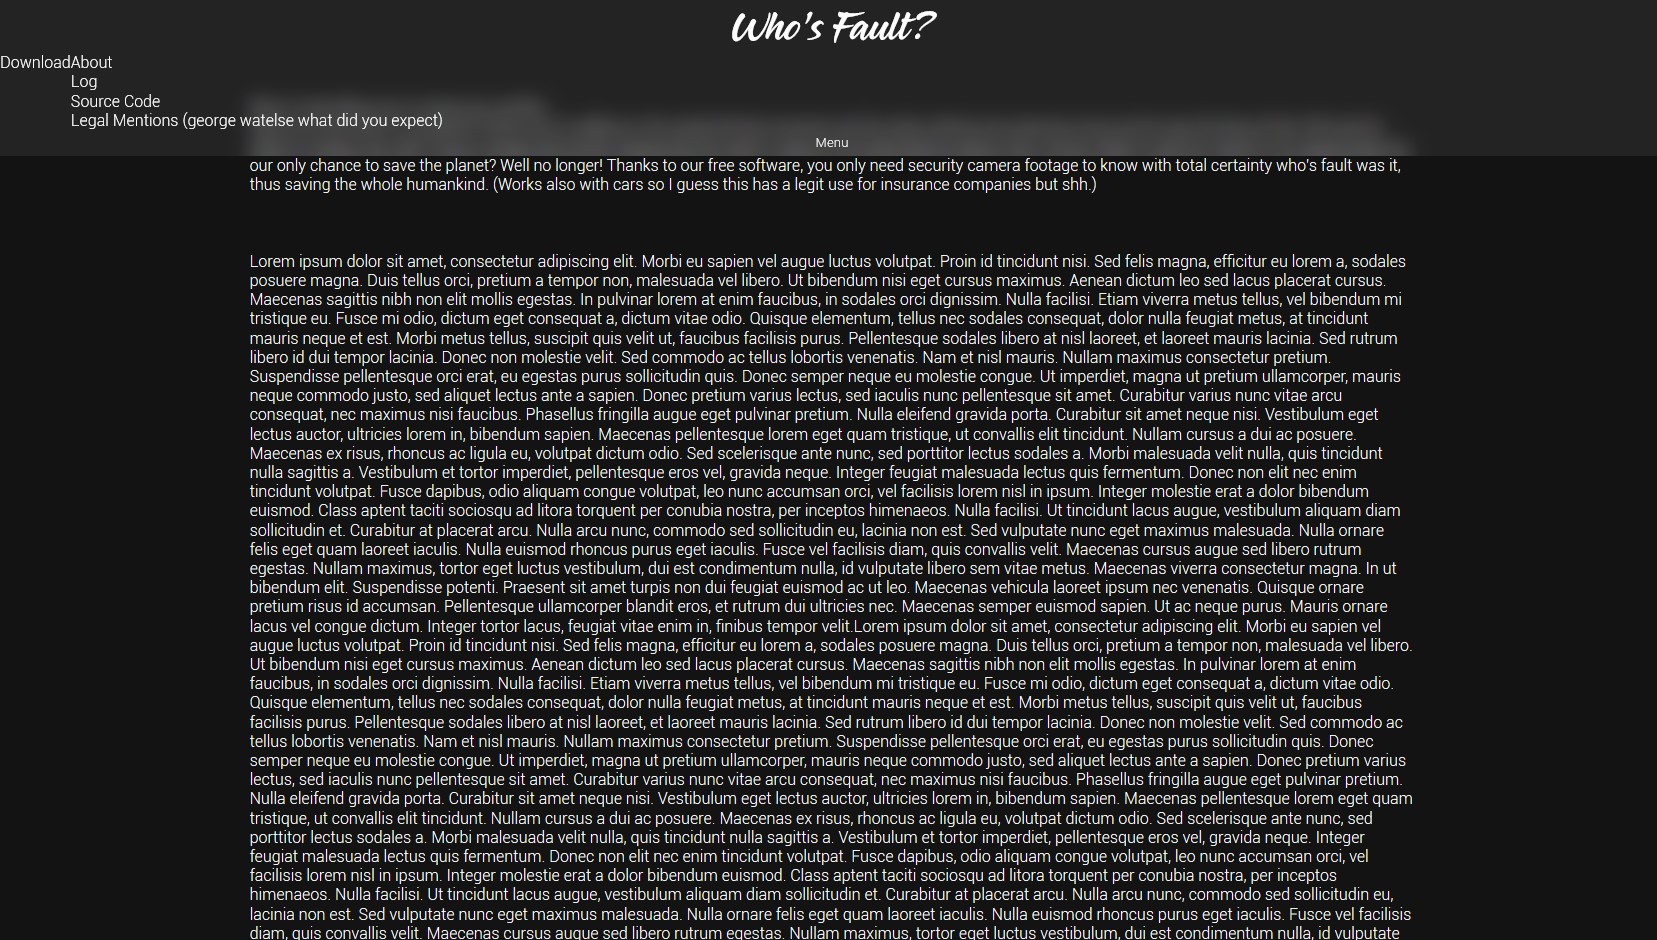 Who's Fault?
Download
About
Log
Source Code
Legal Mentions (george watelse what did you expect)
Menu
our only chance to save the planet? Well no longer! Thanks to our free software, you only need security camera footage to know with total certainty who's fault was it,
thus saving the whole humankind. (Works also with cars so I guess this has a legit use for insurance companies but shh.)
Lorem ipsum dolor sit amet, consectetur adipiscing elit. Morbi eu sapien vel augue luctus volutpat. Proin id tincidunt nisi. Sed felis magna, efficitur eu lorem a, sodales
posuere magna. Duis tellus orci, pretium a tempor non, malesuada vel libero. Ut bibendum nisi eget cursus maximus. Aenean dictum leo sed lacus placerat cursus.
Maecenas sagittis nibh non elit mollis egestas. In pulvinar lorem at enim faucibus, in sodales orci dignissim. Nulla facilisi. Etiam viverra metus tellus, vel bibendum mi
tristique eu. Fusce mi odio, dictum eget consequat a, dictum vitae odio. Quisque elementum, tellus nec sodales consequat, dolor nulla feugiat metus, at tincidunt
mauris neque et est. Morbi metus tellus, suscipit quis velit ut, faucibus facilisis purus. Pellentesque sodales libero at nisl laoreet, et laoreet mauris lacinia. Sed rutrum
libero id dui tempor lacinia. Donec non molestie velit. Sed commodo ac tellus lobortis venenatis. Nam et nisl mauris. Nullam maximus consectetur pretium.
Suspendisse pellentesque orci erat, eu egestas purus sollicitudin quis. Donec semper neque eu molestie congue. Ut imperdiet, magna ut pretium ullamcorper, mauris
neque commodo justo, sed aliquet lectus ante a sapien. Donec pretium varius lectus, sed iaculis nunc pellentesque sit amet. Curabitur varius nunc vitae arcu
consequat, nec maximus nisi faucibus. Phasellus fringilla augue eget pulvinar pretium. Nulla eleifend gravida porta. Curabitur sit amet neque nisi. Vestibulum eget
lectus auctor, ultricies lorem in, bibendum sapien. Maecenas pellentesque lorem eget quam tristique, ut convallis elit tincidunt. Nullam cursus a dui ac posuere.
Maecenas ex risus, rhoncus ac ligula eu, volutpat dictum odio. Sed scelerisque ante nunc, sed porttitor lectus sodales a. Morbi malesuada velit nulla, quis tincidunt
nulla sagittis a. Vestibulum et tortor imperdiet, pellentesque eros vel, gravida neque. Integer feugiat malesuada lectus quis fermentum. Donec non elit nec enim
tincidunt volutpat. Fusce dapibus, odio aliquam congue volutpat, leo nunc accumsan orci, vel facilisis lorem nisl in ipsum. Integer molestie erat a dolor bibendum
euismod. Class aptent taciti sociosqu ad litora torquent per conubia nostra, per inceptos himenaeos. Nulla facilisi. Ut tincidunt lacus augue, vestibulum aliquam diam
sollicitudin et. Curabitur at placerat arcu. Nulla arcu nunc, commodo sed sollicitudin eu, lacinia non est. Sed vulputate nunc eget maximus malesuada. Nulla ornare
felis eget quam laoreet iaculis. Nulla euismod rhoncus purus eget iaculis. Fusce vel facilisis diam, quis convallis velit. Maecenas cursus augue sed libero rutrum
egestas. Nullam maximus, tortor eget luctus vestibulum, dui est condimentum nulla, id vulputate libero sem vitae metus. Maecenas viverra consectetur magna. In ut
bibendum elit. Suspendisse potenti. Praesent sit amet turpis non dui feugiat euismod ac ut leo. Maecenas vehicula laoreet ipsum nec venenatis. Quisque ornare
pretium risus id accumsan. Pellentesque ullamcorper blandit eros, et rutrum dui ultricies nec. Maecenas semper euismod sapien. Ut ac neque purus. Mauris ornare
lacus vel congue dictum. Integer tortor lacus, feugiat vitae enim in, finibus tempor velit.Lorem ipsum dolor sit amet, consectetur adipiscing elit. Morbi eu sapien vel
augue luctus volutpat. Proin id tincidunt nisi. Sed felis magna, efficitur eu lorem a, sodales posuere magna. Duis tellus orci, pretium a tempor non, malesuada vel libero.
Ut bibendum nisi eget cursus maximus. Aenean dictum leo sed lacus placerat cursus. Maecenas sagittis nibh non elit mollis egestas. In pulvinar lorem at enim
faucibus, in sodales orci dignissim. Nulla facilisi. Etiam viverra metus tellus, vel bibendum mi tristique eu. Fusce mi odio, dictum eget consequat a, dictum vitae odio.
Quisque elementum, tellus nec sodales consequat, dolor nulla feugiat metus, at tincidunt mauris neque et est. Morbi metus tellus, suscipit quis velit ut, faucibus
facilisis purus. Pellentesque sodales libero at nisl laoreet, et laoreet mauris lacinia. Sed rutrum libero id dui tempor lacinia. Donec non molestie velit. Sed commodo ac
tellus lobortis venenatis. Nam et nisl mauris. Nullam maximus consectetur pretium. Suspendisse pellentesque orci erat, eu egestas purus sollicitudin quis. Donec
semper neque eu molestie congue. Ut imperdiet, magna ut pretium ullamcorper, mauris neque commodo justo, sed aliquet lectus ante a sapien. Donec pretium varius
lectus, sed iaculis nunc pellentesque sit amet. Curabitur varius nunc vitae arcu consequat, nec maximus nisi faucibus. Phasellus fringilla augue eget pulvinar pretium.
Nulla eleifend gravida porta. Curabitur sit amet neque nisi. Vestibulum eget lectus auctor, ultricies lorem in, bibendum sapien. Maecenas pellentesque lorem eget quam
tristique, ut convallis elit tincidunt. Nullam cursus a dui ac posuere. Maecenas ex risus, rhoncus ac ligula eu, volutpat dictum odio. Sed scelerisque ante nunc, sed
porttitor lectus sodales a. Morbi malesuada velit nulla, quis tincidunt nulla sagittis a. Vestibulum et tortor imperdiet, pellentesque eros vel, gravida neque. Integer
feugiat malesuada lectus quis fermentum. Donec non elit nec enim tincidunt volutpat. Fusce dapibus, odio aliquam congue volutpat, leo nunc accumsan orci, vel
facilisis lorem nisl in ipsum. Integer molestie erat a dolor bibendum euismod. Class aptent taciti sociosqu ad litora torquent per conubia nostra, per inceptos
himenaeos. Nulla facilisi. Ut tincidunt lacus augue, vestibulum aliquam diam sollicitudin et. Curabitur at placerat arcu. Nulla arcu nunc, commodo sed sollicitudin eu,
lacinia non est. Sed vulputate nunc eget maximus malesuada. Nulla ornare felis eget quam laoreet iaculis. Nulla euismod rhoncus purus eget iaculis. Fusce vel facilisis
diam, quis convallis velit. Maecenas cursus augue sed libero rutrum egestas. Nullam maximus, tortor eget luctus vestibulum, dui est condimentum nulla, id vulputate